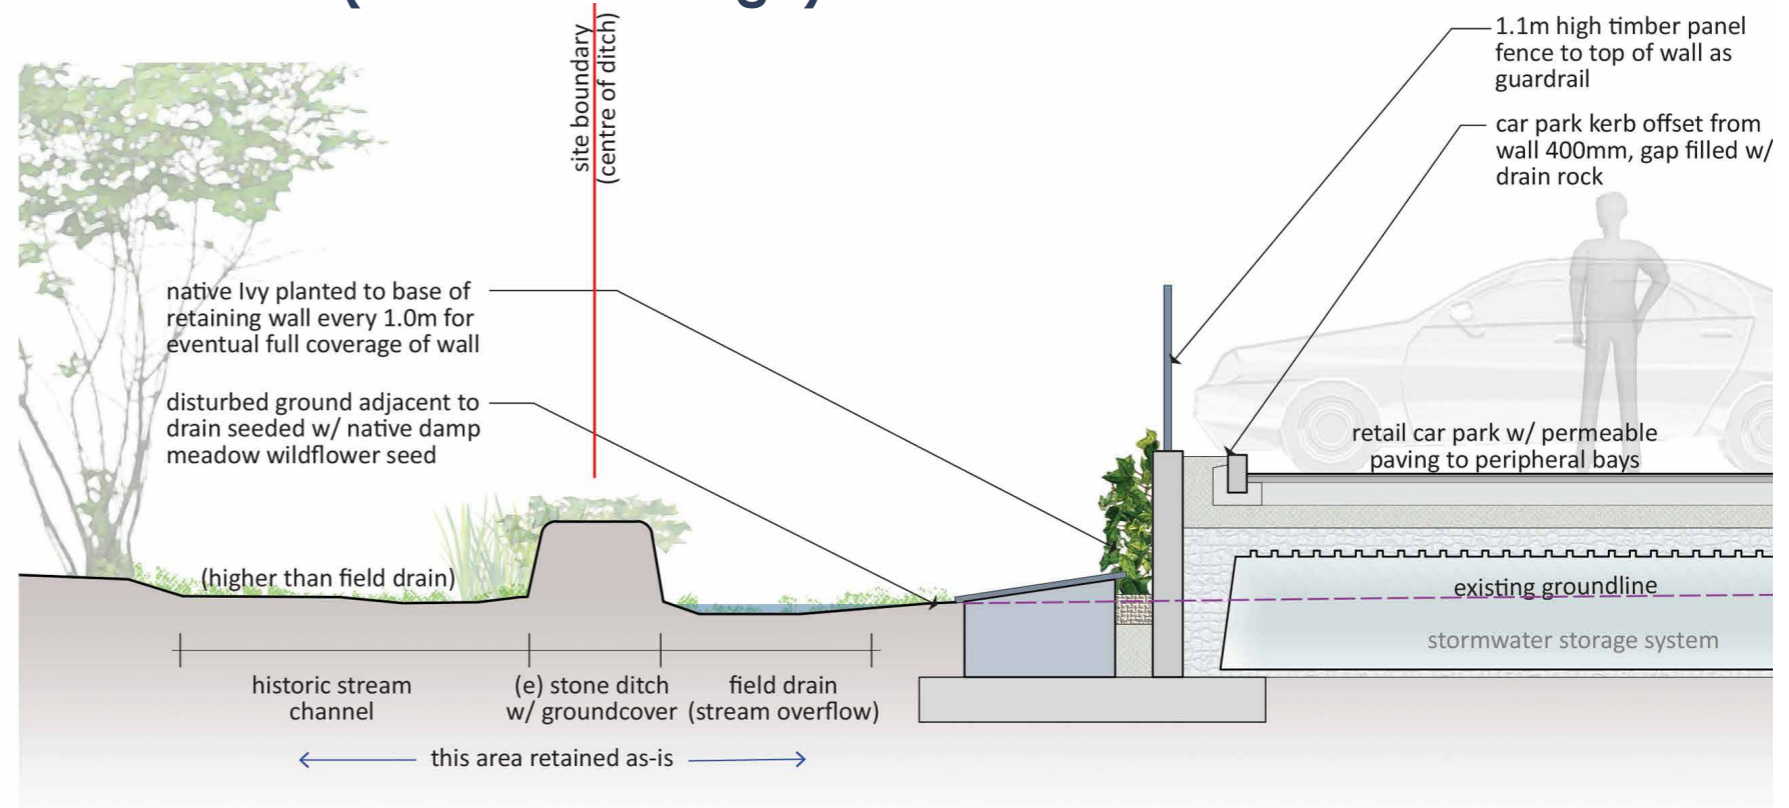 site boundary
(centre of ditch)
1.1m high timber panel
fence to top of wall as
guardrail
car park kerb offset from
wall 400mm, gap filled w/
drain rock
native Ivy planted to base of
retaining wall every 1.0m for
eventual full coverage of wall
disturbed ground adjacent to
drain seeded w/ native damp
meadow wildflower seed
retail car park w/ permeable
paving to peripheral bays
(higher than field drain)
existing groundline
stormwater storage system
historic stream
channel
(e) stone ditch
w/ groundcover
field drain
(stream overflow)
this area retained as-is